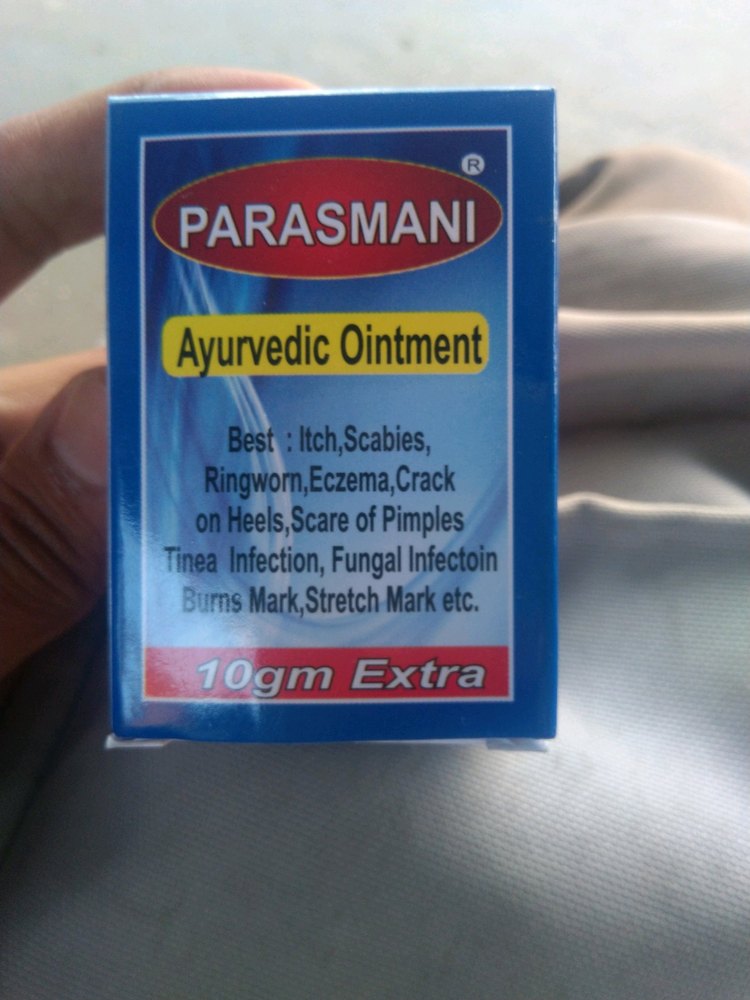 PARASMANI ®
Ayurvedic Ointment
Best : Itch,Scabies,
Ringworn,Eczema,Crack
on Heels,Scare of Pimples
Tinea Infection, Fungal Infectoin
Burns Mark,Stretch Mark etc.
10gm Extra